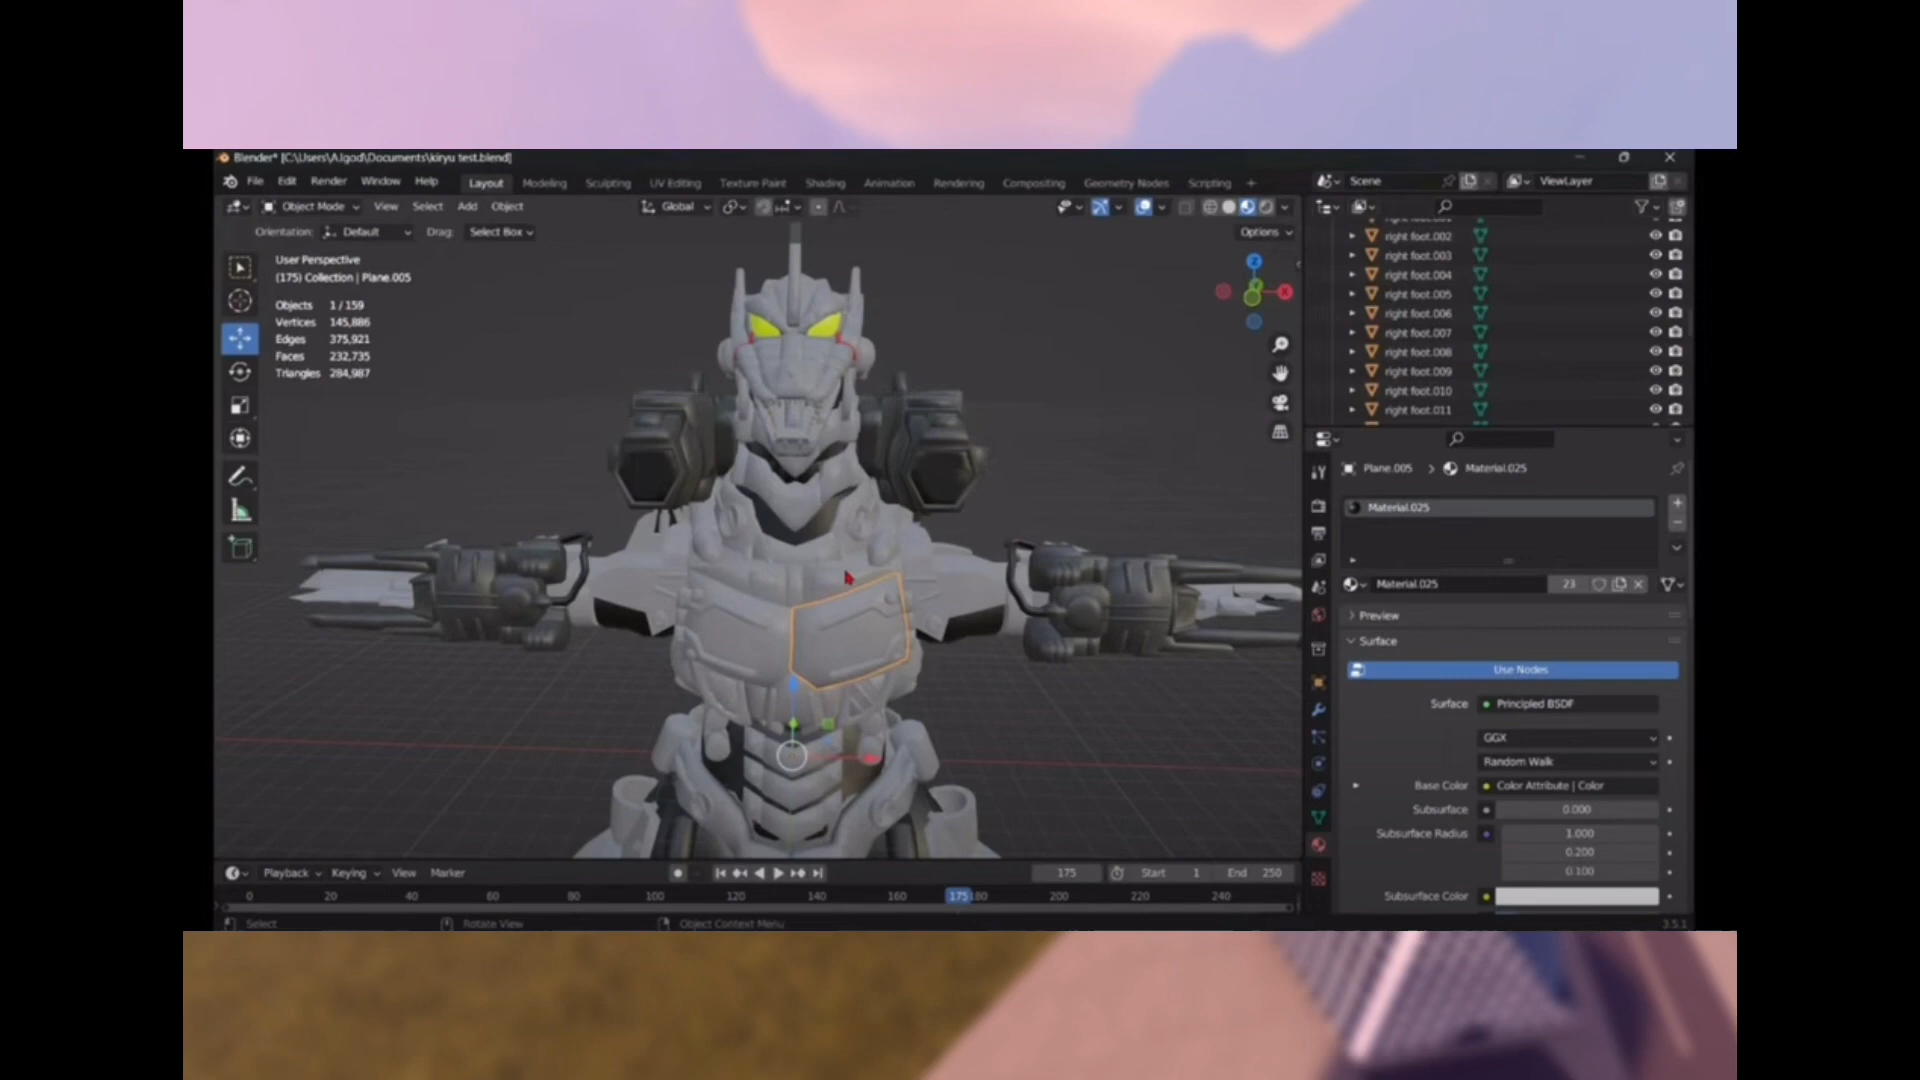 Blender* [C:\Users\AJgod\Documents\kiryu test.blend]
File Edit Render Window Help Layout Modeling Sculpting UV Editing Texture Paint Shading Animation Rendering Compositing Geometry Nodes Scripting + Scene ViewLayer
Object Mode View Select Add Object Global
Orientation: Default Drag: Select Box Options
User Perspective
(175) Collection | Plane.005
Objects 1 / 159
Vertices 145,886
Edges 375,921
Faces 232,735
Triangles 284,987
Z
Y
X
right foot.002
right foot.003
right foot.004
right foot.005
right foot.006
right foot.007
right foot.008
right foot.009
right foot.010
right foot.011
Plane.005 > Material.025
Material.025
Material.025 23
Preview
Surface
Use Nodes
Surface Principled BSDF
GGX
Random Walk
Base Color Color Attribute | Color
Subsurface 0.000
Subsurface Radius 1.000
0.200
0.100
Subsurface Color
Playback Keying View Marker 175 Start 1 End 250
0 20 40 60 80 100 120 140 160 175 180 200 220 240
Select Rotate View Object Context Menu 3.5.1